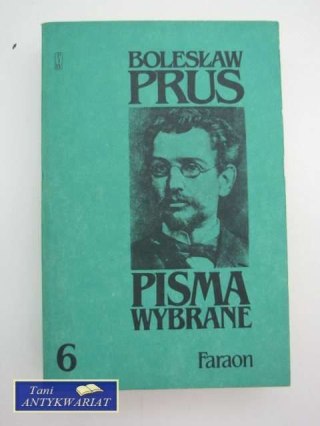 BOLESŁAW
PRUS
PISMA
WYBRANE
6
Faraon
Tani
ANTYKWARIAT